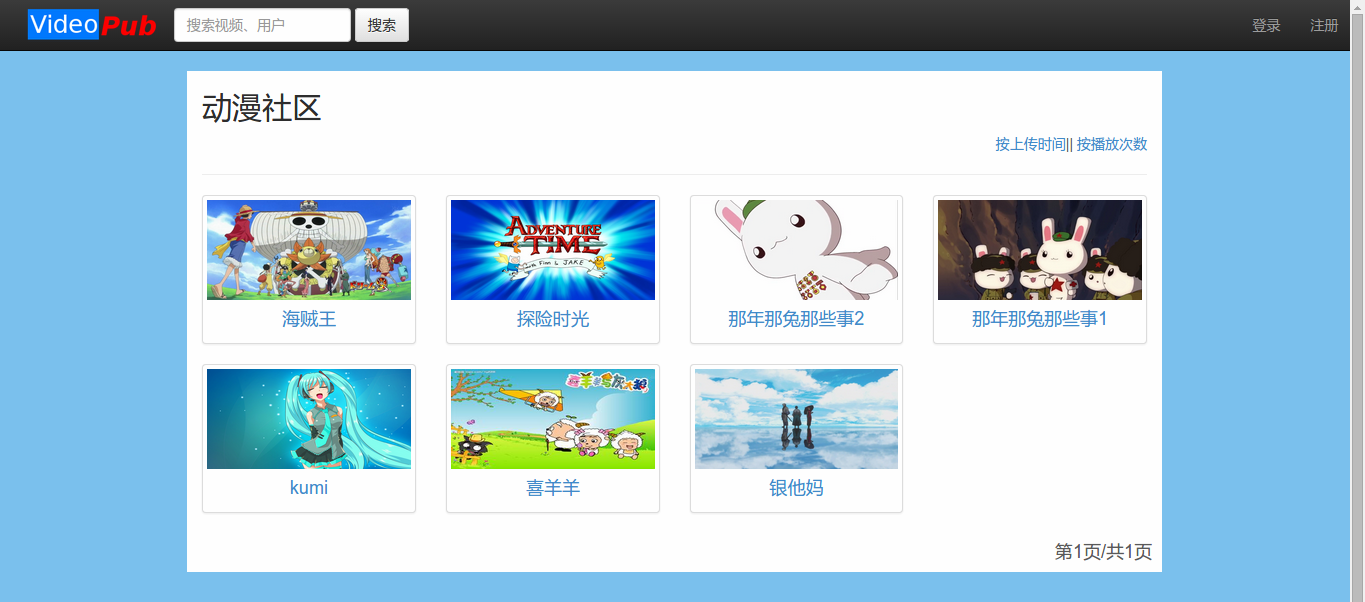 VideoPub 搜索视频、用户 搜索 登录 注册
动漫社区
按上传时间|| 按播放次数
ADVENTURE
TIME
with Finn & JAKE
海贼王 探险时光 那年那兔那些事2 那年那兔那些事1
喜羊羊与灰太狼
kumi 喜羊羊 银他妈
第1页/共1页